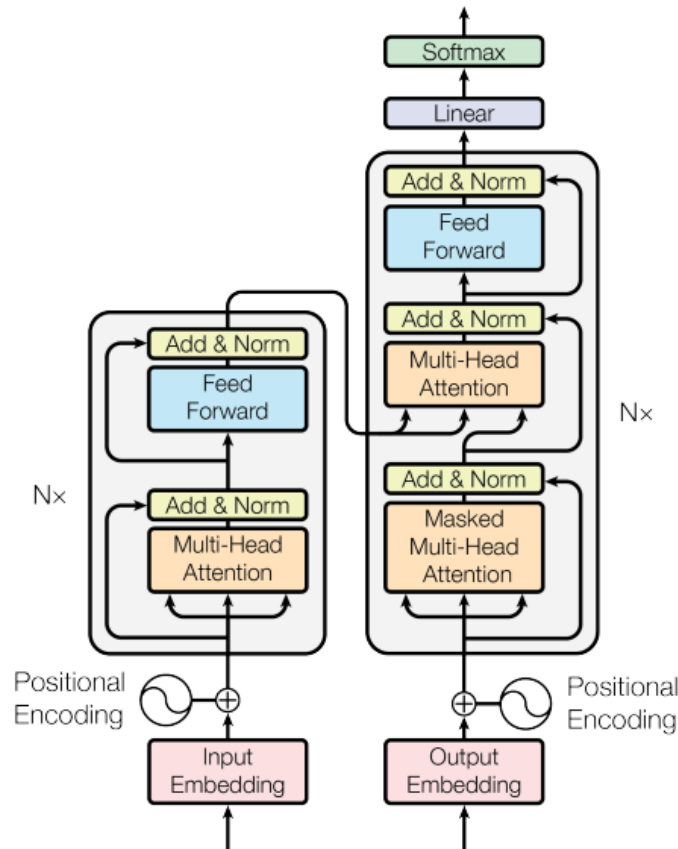 Softmax
Linear
Add & Norm
Feed
Forward
Add & Norm
Multi-Head
Attention
Add & Norm
Masked
Multi-Head
Attention
Nx
Add & Norm
Feed
Forward
Add & Norm
Multi-Head
Attention
N×
Positional
Encoding
Positional
Encoding
Input
Embedding
Output
Embedding